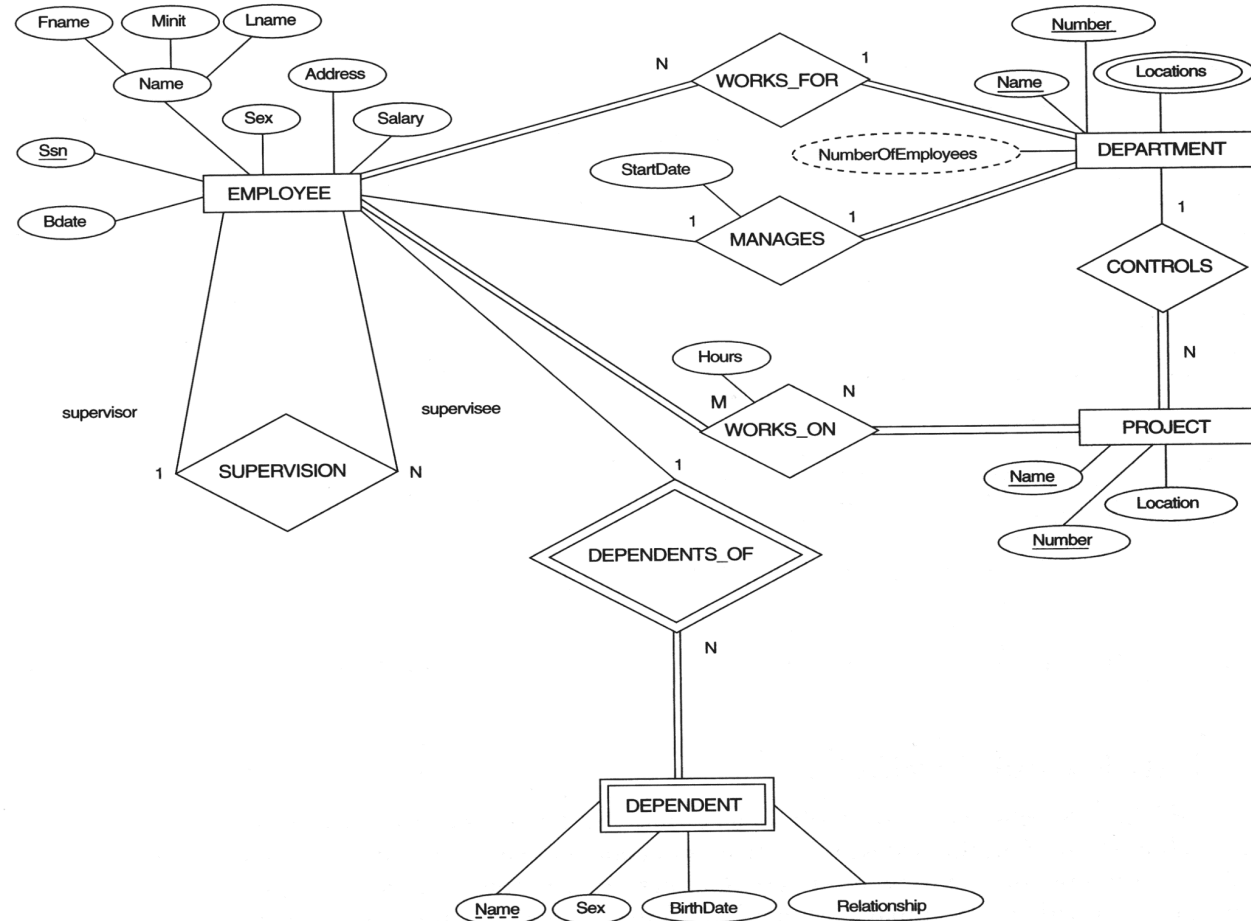 Fname
Minit
Lname
Name
Address
Sex
Salary
Ssn
Bdate
EMPLOYEE
N
WORKS_FOR
1
Number
Name
Locations
DEPARTMENT
NumberOfEmployees
StartDate
1
MANAGES
1
1
CONTROLS
N
supervisor
supervisee
1
SUPERVISION
N
Hours
M
WORKS_ON
N
PROJECT
Name
Number
Location
1
DEPENDENTS_OF
N
DEPENDENT
Name
Sex
BirthDate
Relationship